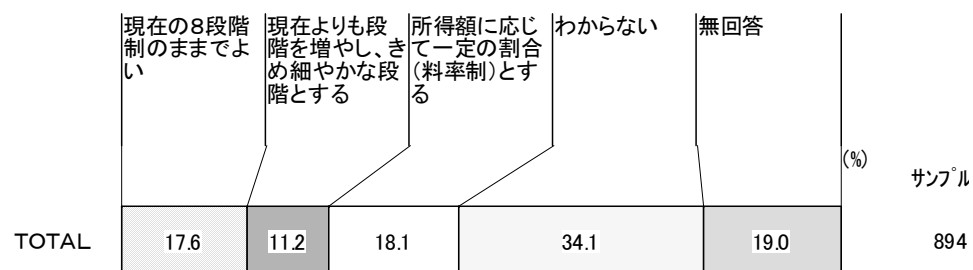 現在の8段階
制のままでよ
い
現在よりも段
階を増やし、き
め細やかな段
階とする
所得額に応じ
て一定の割合
(料率制)とす
る
わからない
無回答
(%)
サンプル
TOTAL 17.6 11.2 18.1 34.1 19.0 894